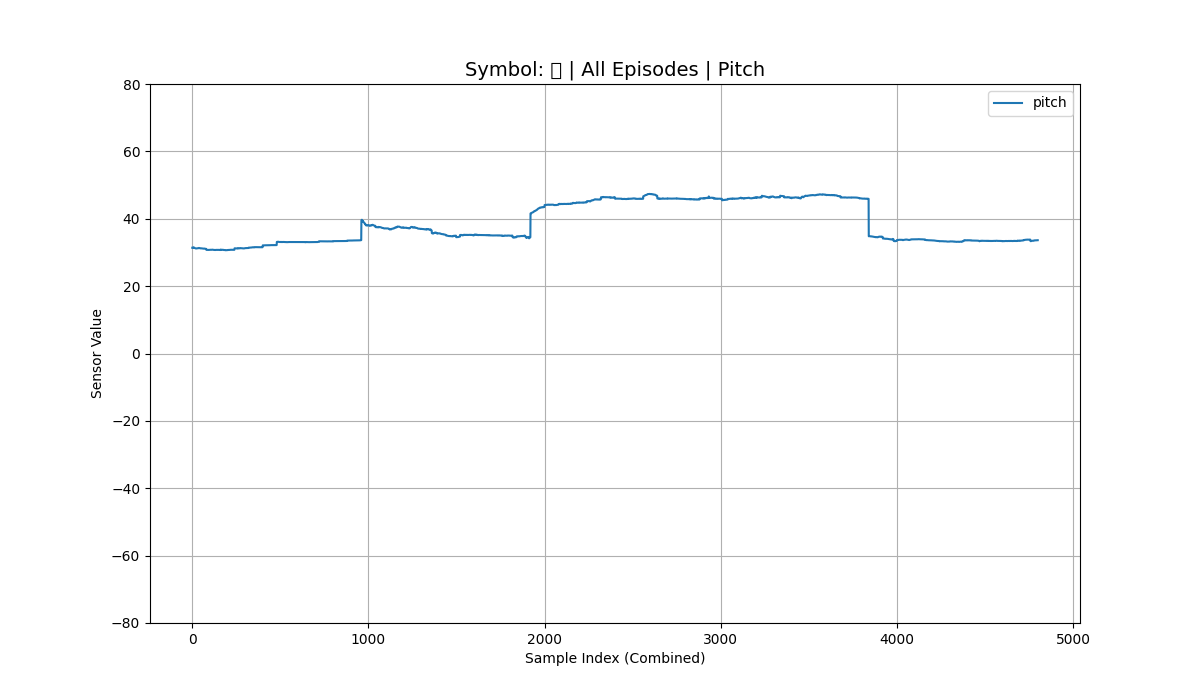 Symbol: ▯ | All Episodes | Pitch
pitch
80
60
40
20
0
−20
−40
−60
−80
Sensor Value
0 1000 2000 3000 4000 5000
Sample Index (Combined)